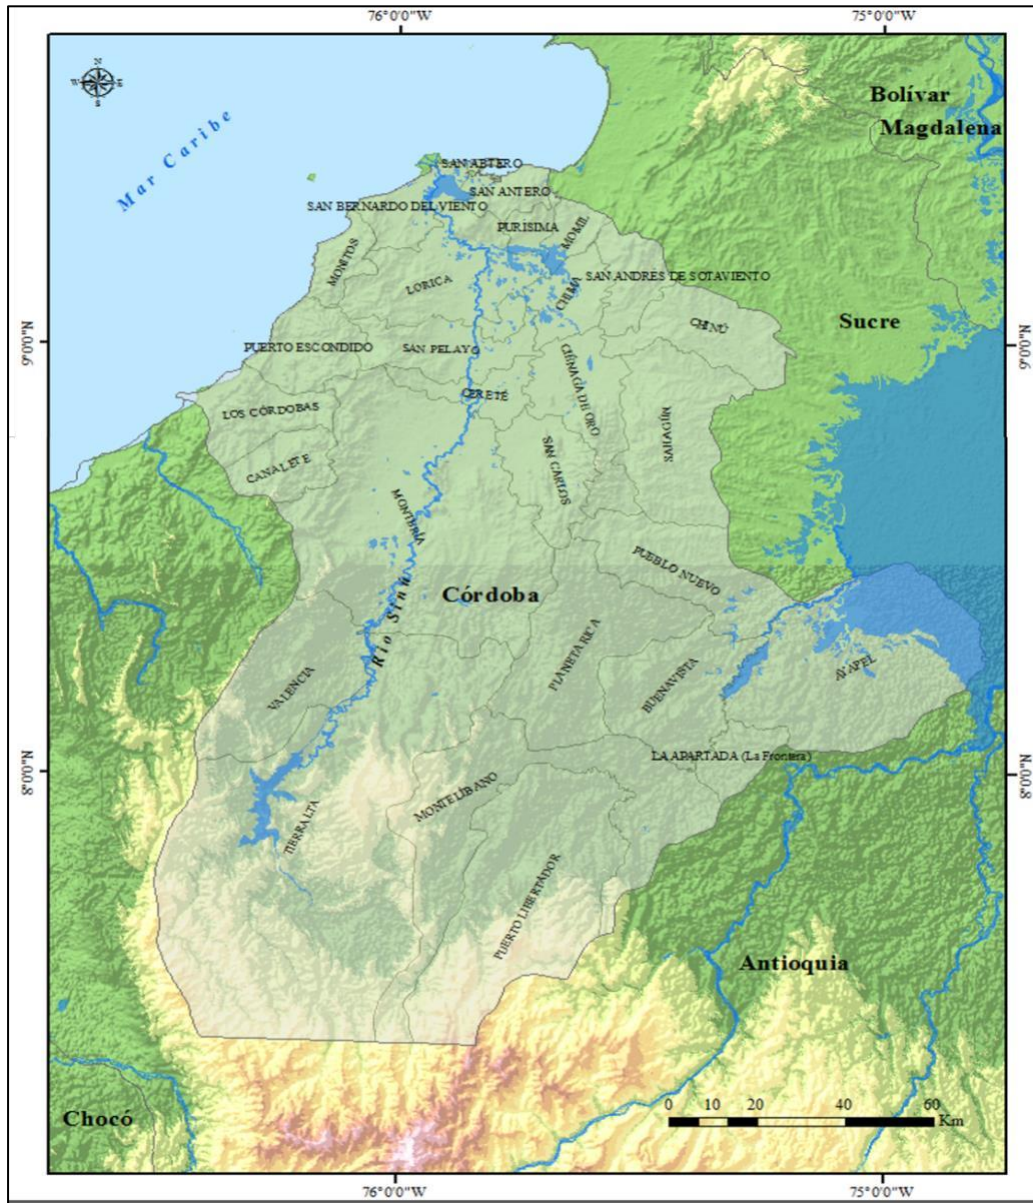 76°0'0"W 75°0'0"W
N
W E
S
Bolívar
Magdalena
Mar Caribe
SAN ABTERO
SAN ANTERO
SAN BERNARDO DEL VIENTO
PURISIMA
MOMIL
MONITOS
SAN ANDRES DE SOTAVIENTO
LORICA
CHIMA
CHINÚ
Sucre
9°0'0"N 9°0'0"N
PUERTO ESCONDIDO
SAN PELAYO
CIÉNAGA DE ORO
CERETÉ
LOS CÓRDOBAS
SAHAGÚN
CANALETE
SAN CARLOS
MONTERÍA
PUEBLO NUEVO
Córdoba
Río Sinú
PLANETA RICA
VALENCIA
BUENAVISTA
AYAPEL
LA APARTADA (La Frontera)
8°0'0"N 8°0'0"N
MONTELÍBANO
TIERRALTA
PUERTO LIBERTADOR
Antioquia
Chocó
0 10 20 40 60
Km
76°0'0"W 75°0'0"W